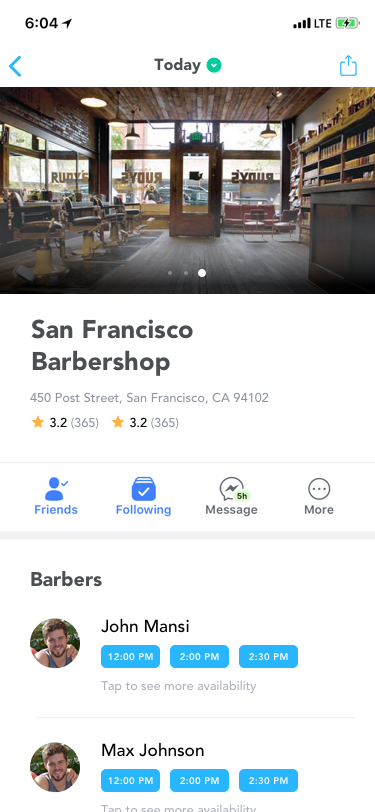 6:04
LTE
Today
RUDY'S
RUDY'S
RUDY'S
San Francisco
Barbershop
450 Post Street, San Francisco, CA 94102
3.2 (365) 3.2 (365)
Friends
Following
5h
Message
More
Barbers
John Mansi
12:00 PM 2:00 PM 2:30 PM
Tap to see more availability
Max Johnson
12:00 PM 2:00 PM 2:30 PM
Tap to see more availability